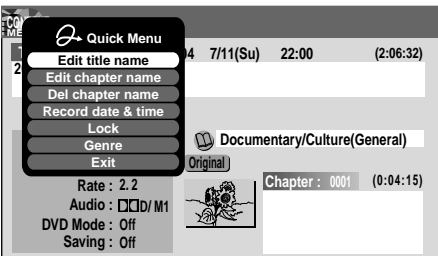 Quick Menu
Edit title name
Edit chapter name
Del chapter name
Record date & time
Lock
Genre
Exit
04 7/11(Su) 22:00 (2:06:32)
2
Documentary/Culture(General)
Original
Rate : 2.2
Chapter : 0001 (0:04:15)
Audio : D/M1
DVD Mode : Off
Saving : Off